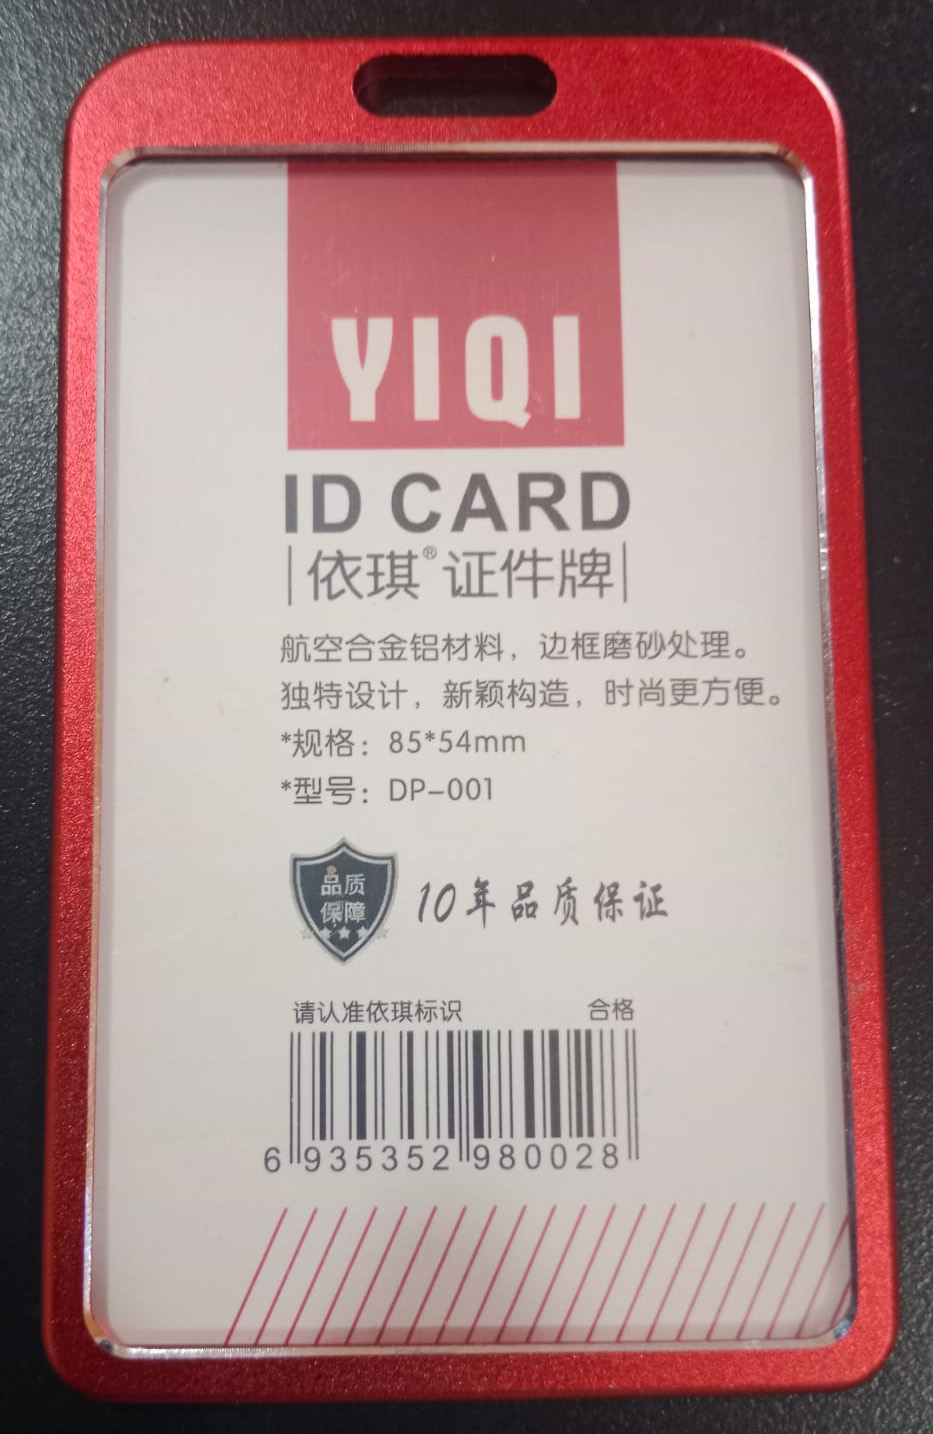 YIQI
ID CARD
依琪®证件牌
航空合金铝材料，边框磨砂处理。
独特设计，新颖构造，时尚更方便。
*规格：85*54mm
*型号：DP-001
品质
保障
10年品质保证
请认准依琪标识 合格
6 935352 980028